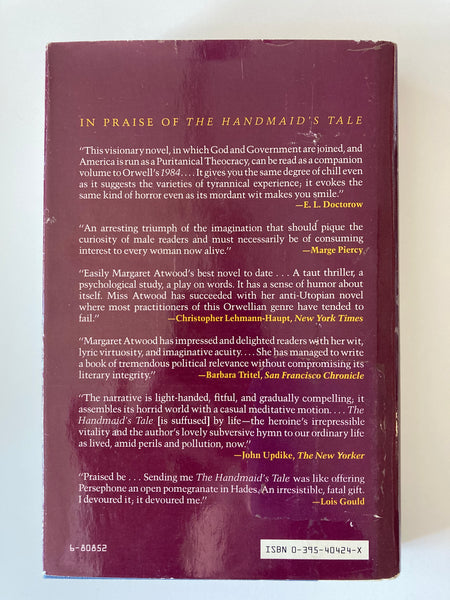 IN PRAISE OF THE HANDMAID'S TALE
"This visionary novel, in which God and Government are joined, and
America is run as a Puritanical Theocracy, can be read as a companion
volume to Orwell's 1984. . . . It gives you the same degree of chill even
as it suggests the varieties of tyrannical experience; it evokes the
same kind of horror even as its mordant wit makes you smile."
—E. L. Doctorow
"An arresting triumph of the imagination that should pique the
curiosity of male readers and must necessarily be of consuming
interest to every woman now alive." —Marge Piercy
"Easily Margaret Atwood's best novel to date . . . A taut thriller, a
psychological study, a play on words. It has a sense of humor about
itself. Miss Atwood has succeeded with her anti-Utopian novel
where most practitioners of this Orwellian genre have tended to
fail." —Christopher Lehmann-Haupt, New York Times
"Margaret Atwood has impressed and delighted readers with her wit,
lyric virtuosity, and imaginative acuity. . . . She has managed to write
a book of tremendous political relevance without compromising its
literary integrity." —Barbara Tritel, San Francisco Chronicle
"The narrative is light-handed, fitful, and gradually compelling; it
assembles its horrid world with a casual meditative motion. . . . The
Handmaid's Tale [is suffused] by life—the heroine's irrepressible
vitality and the author's lovely subversive hymn to our ordinary life
as lived, amid perils and pollution, now."
—John Updike, The New Yorker
"Praised be . . . Sending me The Handmaid's Tale was like offering
Persephone an open pomegranate in Hades. An irresistible, fatal gift.
I devoured it; it devoured me." —Lois Gould
6-80852
ISBN 0-395-40424-X